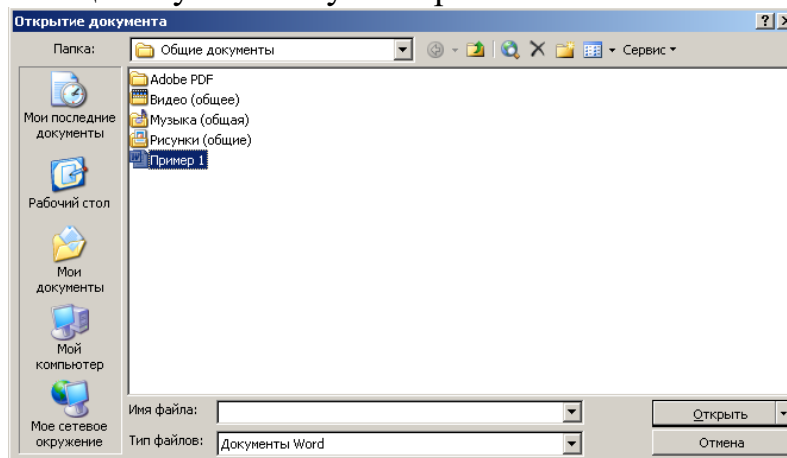 Открытие документа
Папка:
Общие документы
Сервис
Мои последние
документы
Рабочий стол
Мои
документы
Мой
компьютер
Мое сетевое
окружение
Adobe PDF
Видео (общее)
Музыка (общая)
Рисунки (общие)
Пример 1
Имя файла:
Открыть
Тип файлов:
Документы Word
Отмена